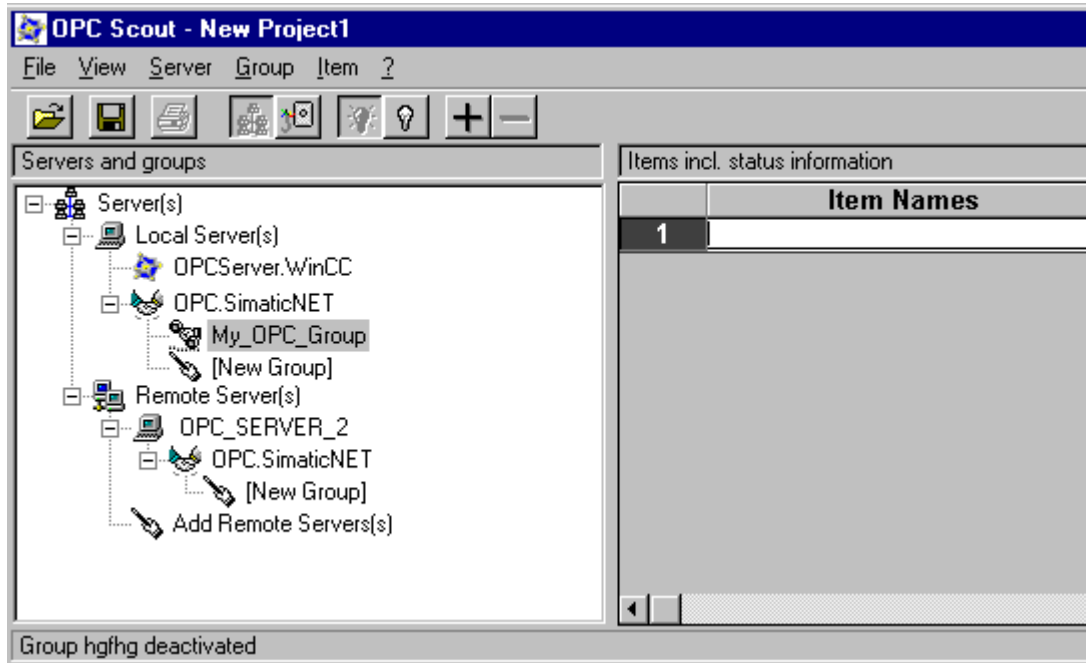 OPC Scout - New Project1
File View Server Group Item ?
Servers and groups
Items incl. status information
Server(s)
Local Server(s)
OPCServer.WinCC
OPC.SimaticNET
My_OPC_Group
[New Group]
Remote Server(s)
OPC_SERVER_2
OPC.SimaticNET
[New Group]
Add Remote Servers(s)
Item Names
1
Group hgfhg deactivated